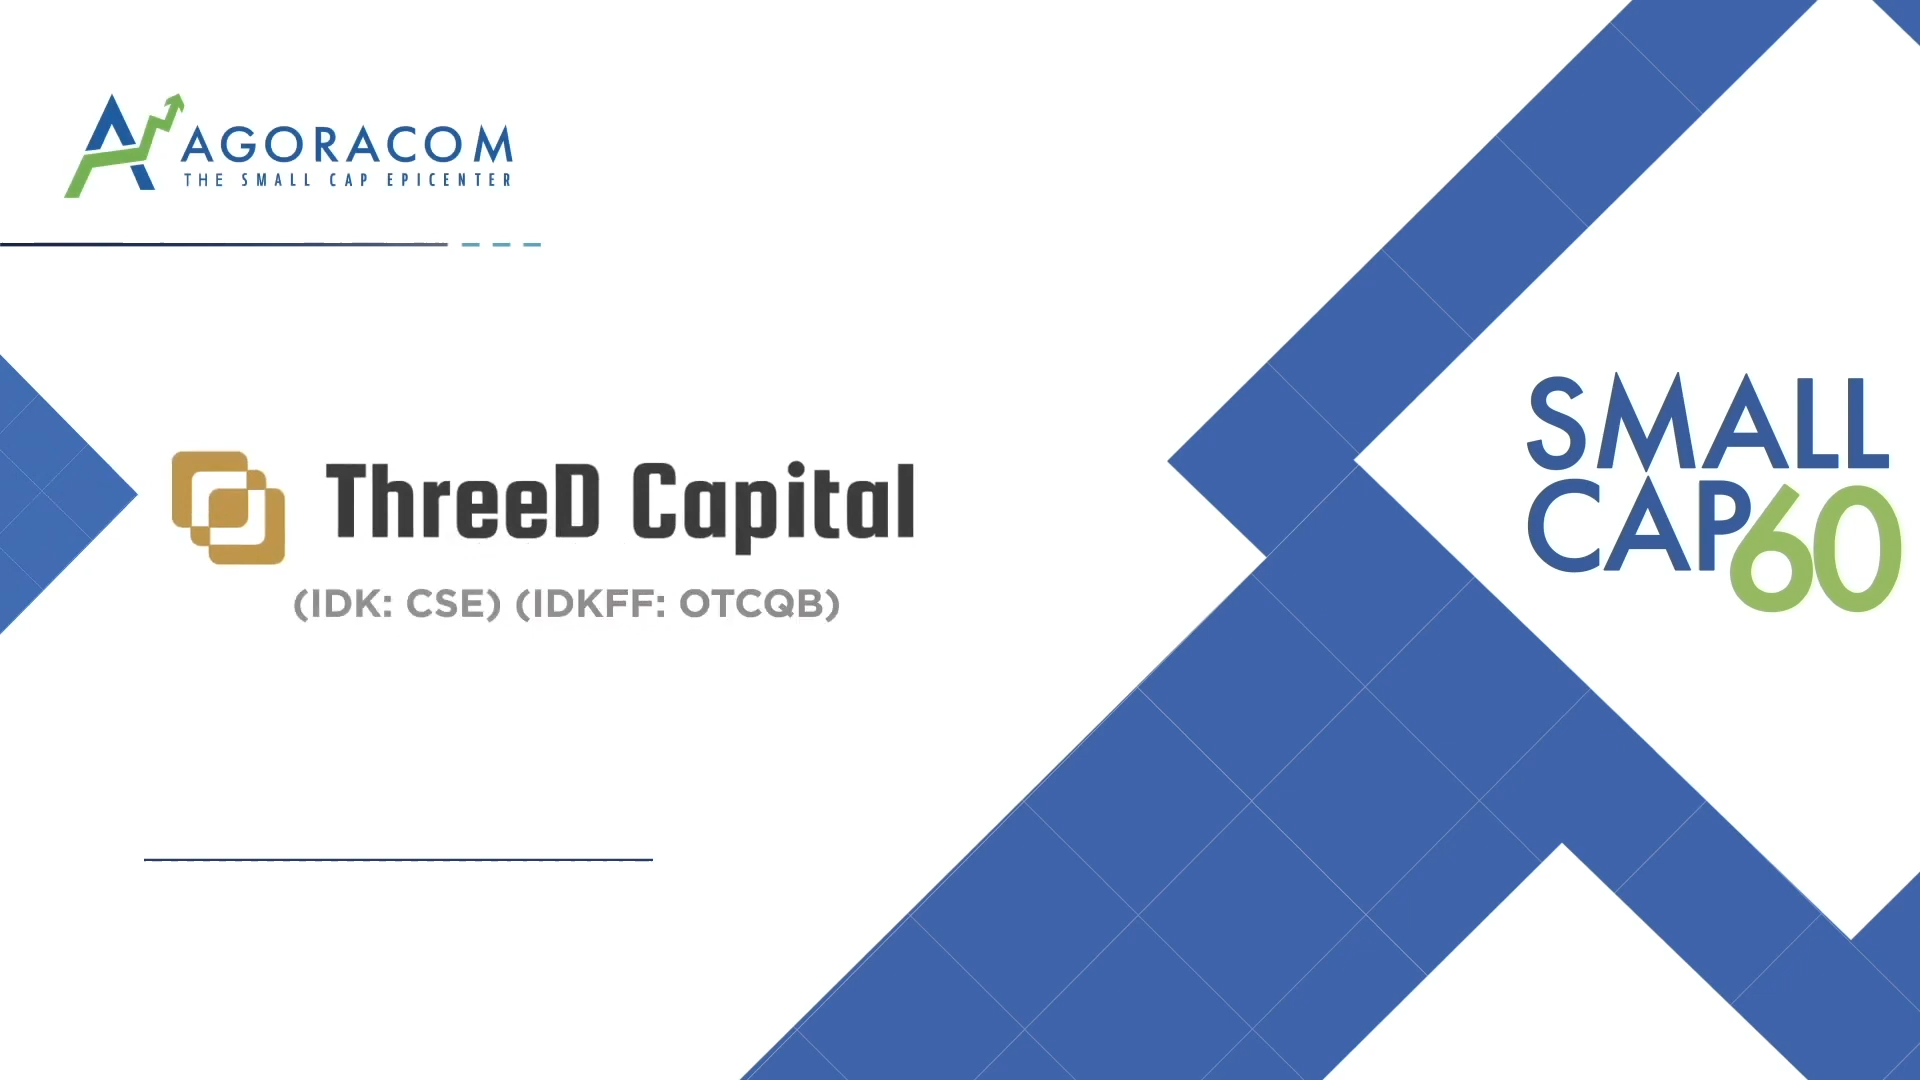 AGORACOM
THE SMALL CAP EPICENTER
ThreeD Capital
(IDK: CSE) (IDKFF: OTCQB)
SMALL
CAP60